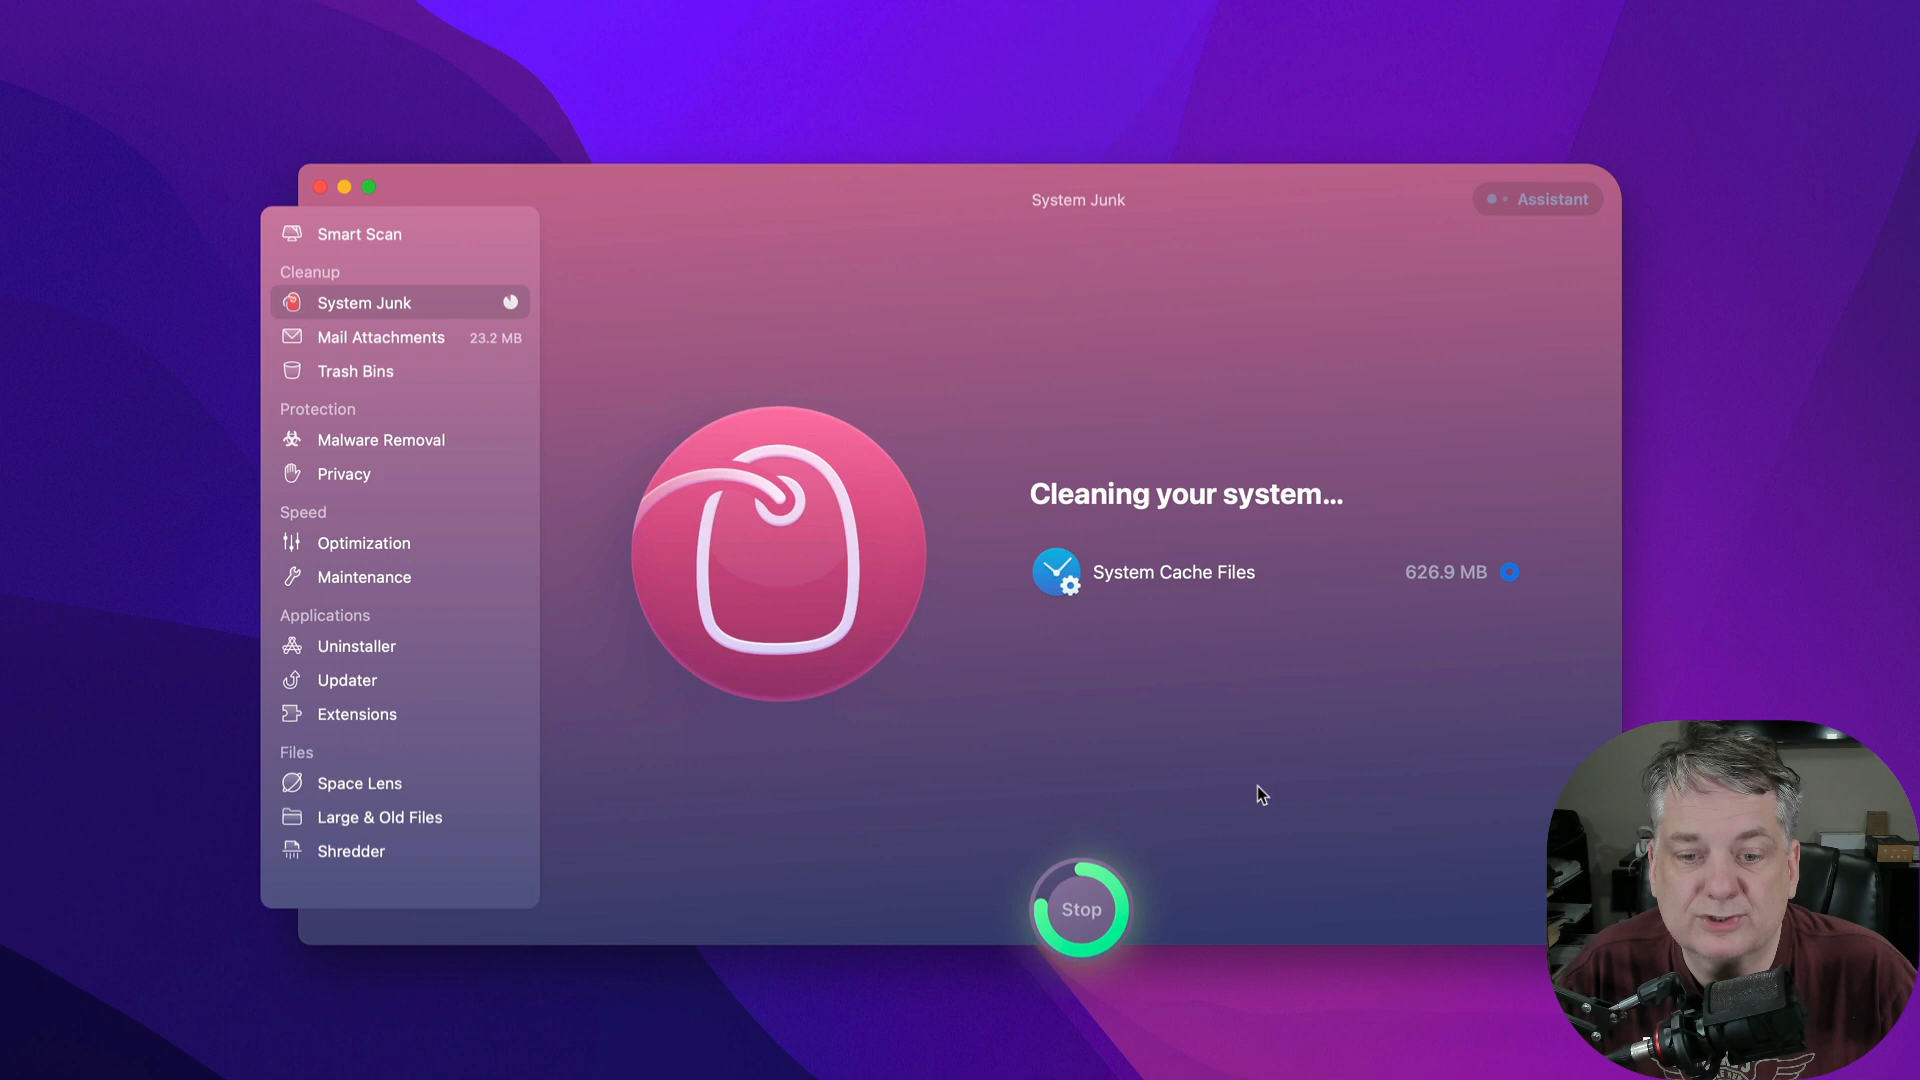 System Junk
Assistant
Smart Scan
Cleanup
System Junk
Mail Attachments 23.2 MB
Trash Bins
Protection
Malware Removal
Privacy
Speed
Optimization
Maintenance
Applications
Uninstaller
Updater
Extensions
Files
Space Lens
Large & Old Files
Shredder
Cleaning your system...
System Cache Files 626.9 MB
Stop